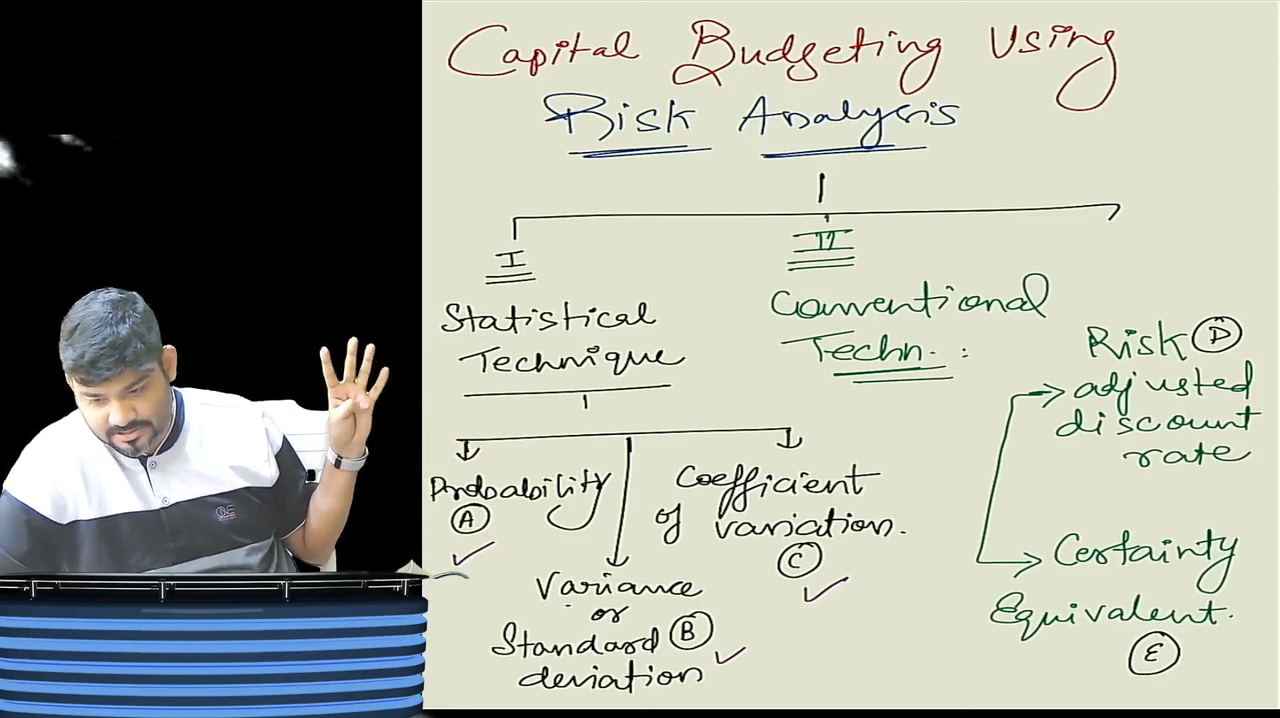 Capital Budgeting Using
Risk Analysis
I
Statistical
Technique
Probability
A
Variance
or
Standard B
deviation
Coefficient
of variation.
C
II
Conventional
Techn. :
Risk D
adjusted
discount
rate
Certainty
Equivalent.
E